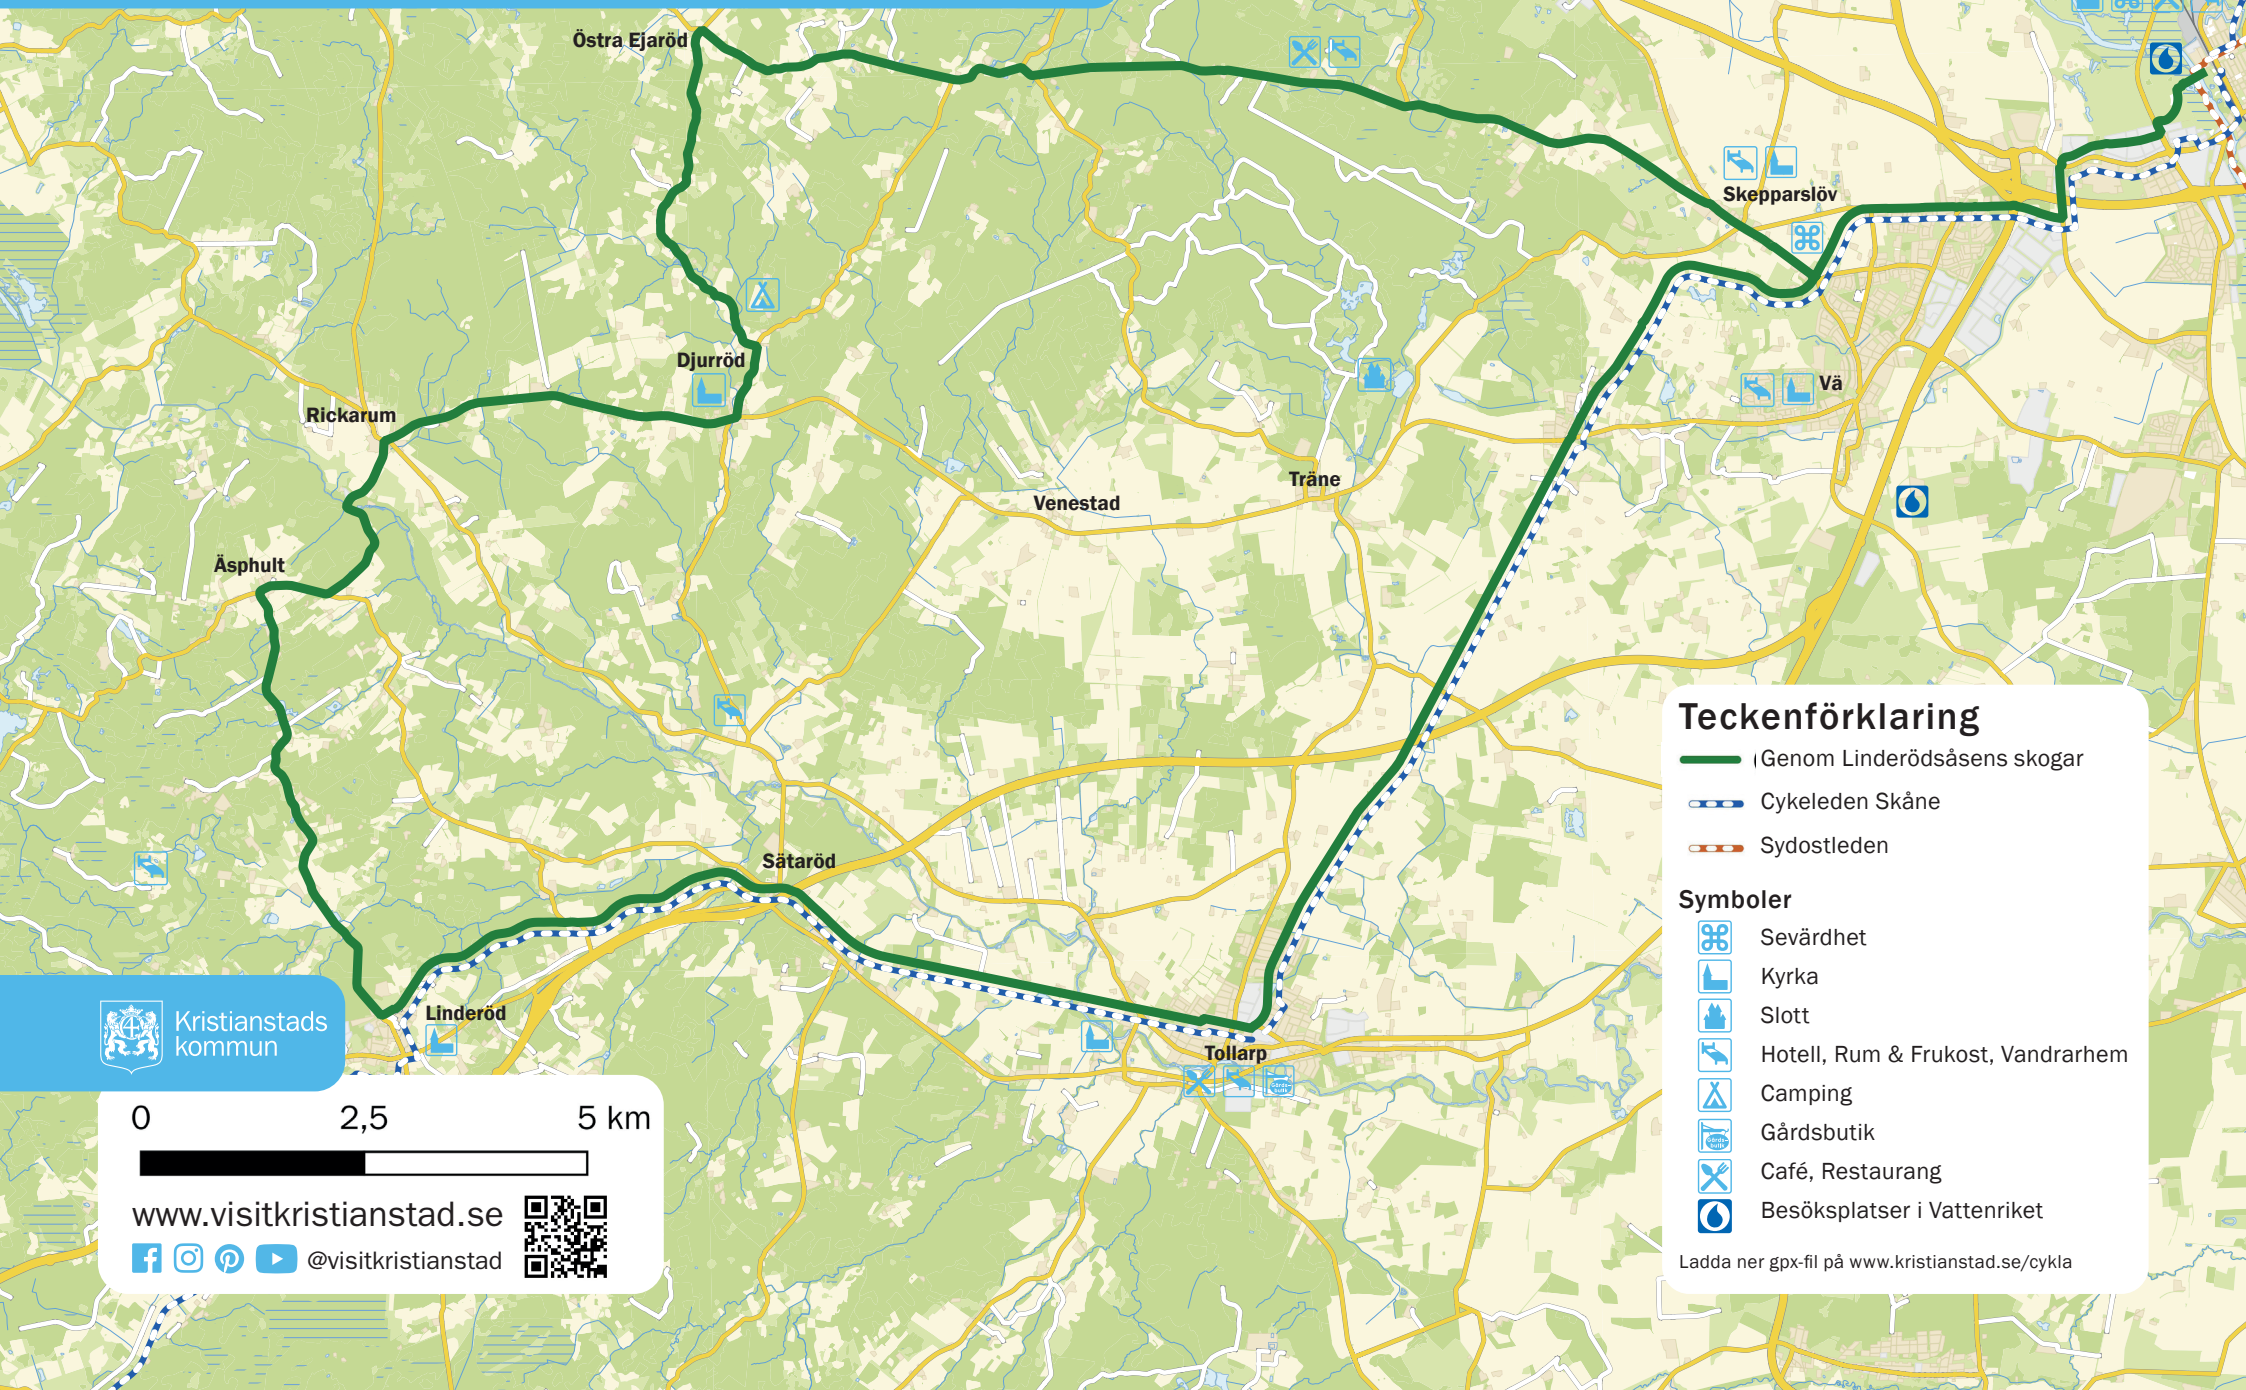 Östra Ejaröd
Skepparslöv
Djurröd
Vä
Rickarum
Träne
Venestad
Äsphult
Sätaröd
Linderöd
Tollarp
Teckenförklaring
Genom Linderödsåsens skogar
Cykeleden Skåne
Sydostleden
Symboler
Sevärdhet
Kyrka
Slott
Hotell, Rum & Frukost, Vandrarhem
Camping
Gårdsbutik
Café, Restaurang
Besöksplatser i Vattenriket
Ladda ner gpx-fil på www.kristianstad.se/cykla
Kristianstads
kommun
0 2,5 5 km
www.visitkristianstad.se
@visitkristianstad